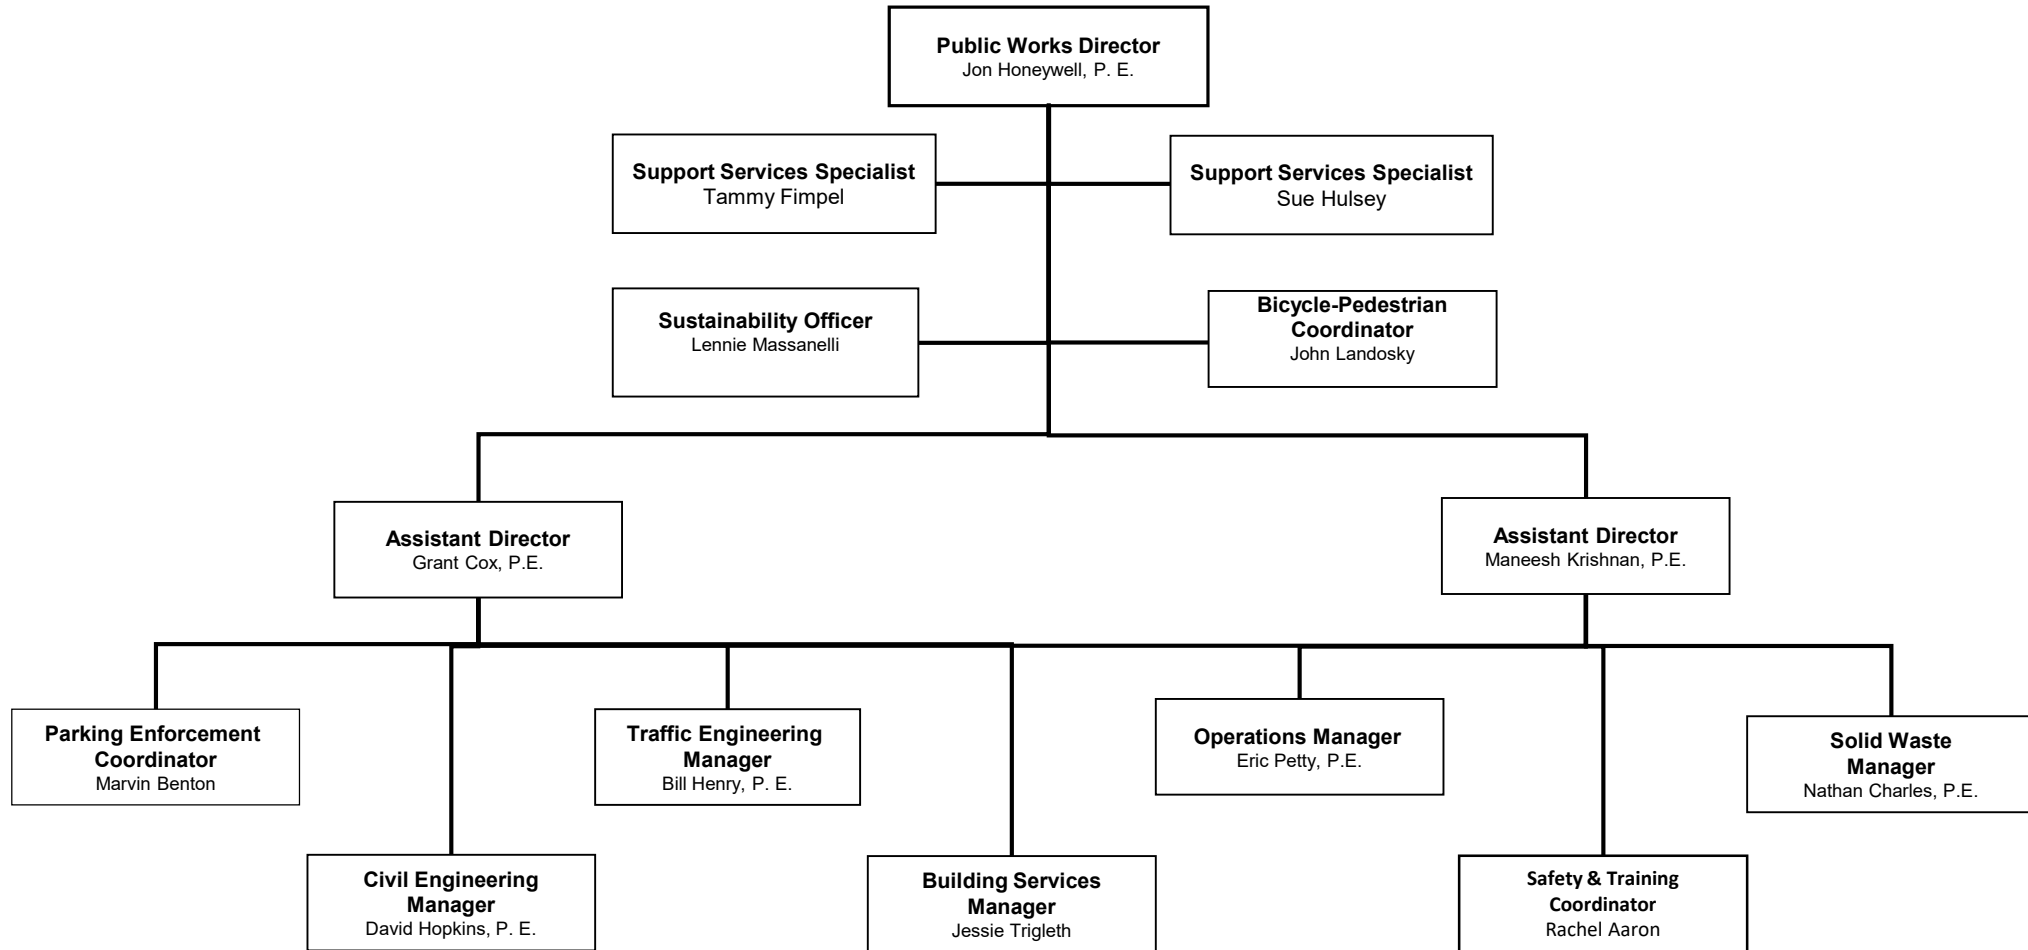 Public Works Director
Jon Honeywell, P. E.
Support Services Specialist
Tammy Fimpel
Support Services Specialist
Sue Hulsey
Sustainability Officer
Lennie Massanelli
Bicycle-Pedestrian
Coordinator
John Landosky
Assistant Director
Grant Cox, P.E.
Assistant Director
Maneesh Krishnan, P.E.
Parking Enforcement
Coordinator
Marvin Benton
Traffic Engineering
Manager
Bill Henry, P. E.
Operations Manager
Eric Petty, P.E.
Solid Waste
Manager
Nathan Charles, P.E.
Civil Engineering
Manager
David Hopkins, P. E.
Building Services
Manager
Jessie Trigleth
Safety & Training
Coordinator
Rachel Aaron